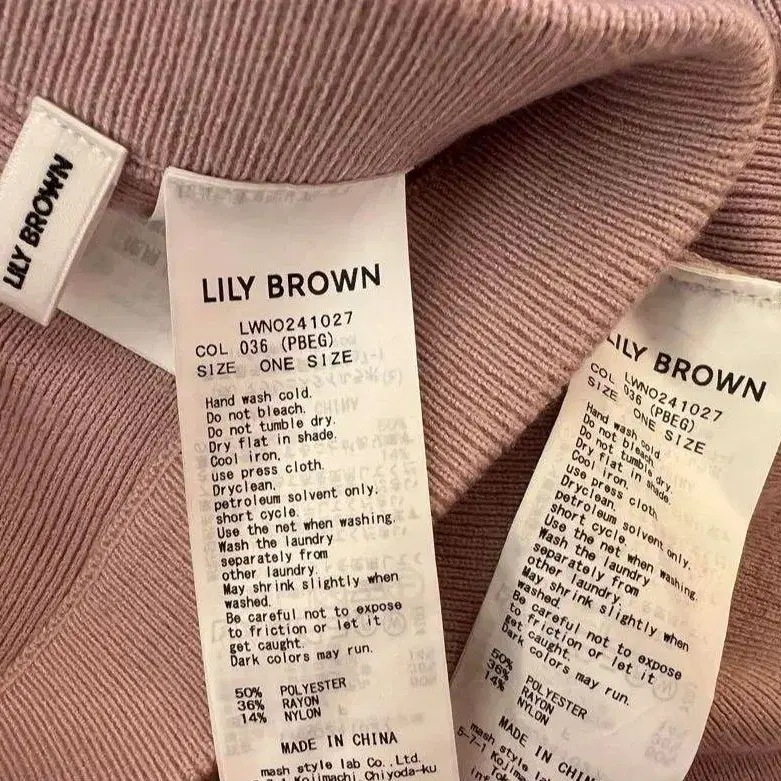 LILY BROWN
LILY BROWN
LWNO241027
COL 036 (PBEG)
SIZE ONE SIZE
Hand wash cold.
Do not bleach.
Do not tumble dry.
Dry flat in shade.
Cool iron.
use press cloth.
Dryclean.
petroleum solvent only.
short cycle.
Use the net when washing.
Wash the laundry
separately from
other laundry.
May shrink slightly when
washed.
Be careful not to expose
to friction or let it
get caught.
Dark colors may run.
50% POLYESTER
36% RAYON
14% NYLON
MADE IN CHINA
mash style lab Co.,Ltd.
Kojimachi Chiyoda-ku
LILY BROWN
LWNO241027
COL 036 (PBEG)
SIZE ONE SIZE
Hand wash cold.
Do not bleach.
Do not tumble dry.
Dry flat in shade.
Cool iron.
use press cloth.
Dryclean.
petroleum solvent only.
short cycle.
Use the net when washing.
Wash the laundry
separately from
other laundry.
May shrink slightly when
washed.
Be careful not to expose
to friction or let it
get caught.
Dark colors may run.
50% POLYESTER
36% RAYON
14% NYLON
MADE IN CHINA
mash style lab
5-7-1